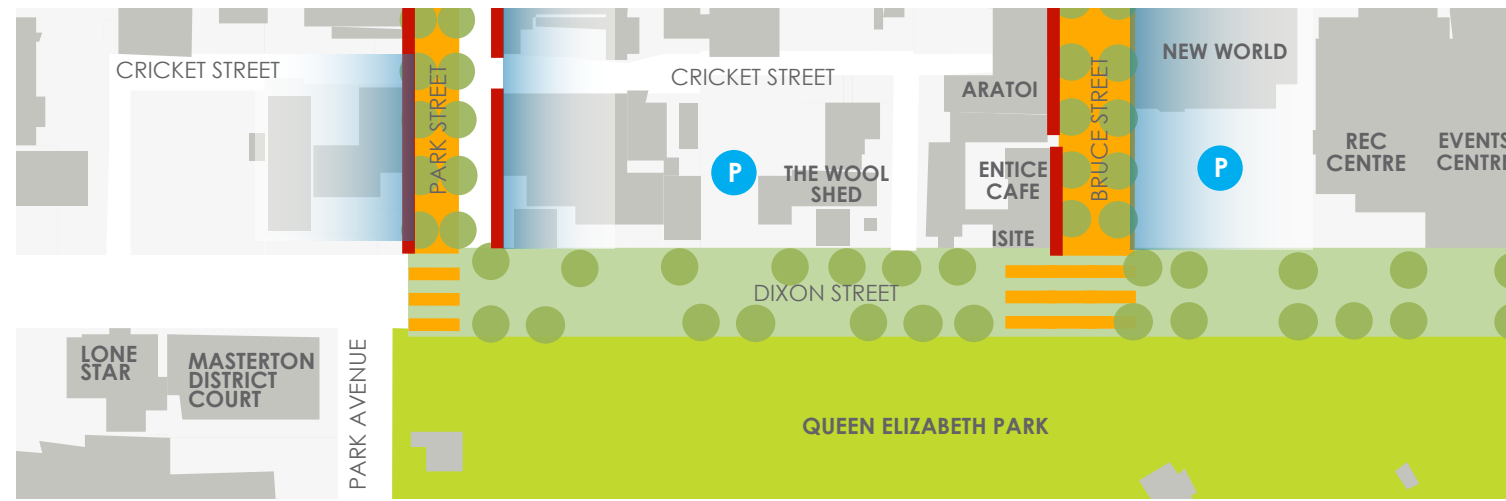 CRICKET STREET
PARK STREET
CRICKET STREET
ARATOI
BRUCE STREET
NEW WORLD
P
THE WOOL
SHED
ENTICE
CAFE
ISITE
P
REC
CENTRE
EVENTS
CENTRE
DIXON STREET
LONE
STAR
MASTERTON
DISTRICT
COURT
PARK AVENUE
QUEEN ELIZABETH PARK